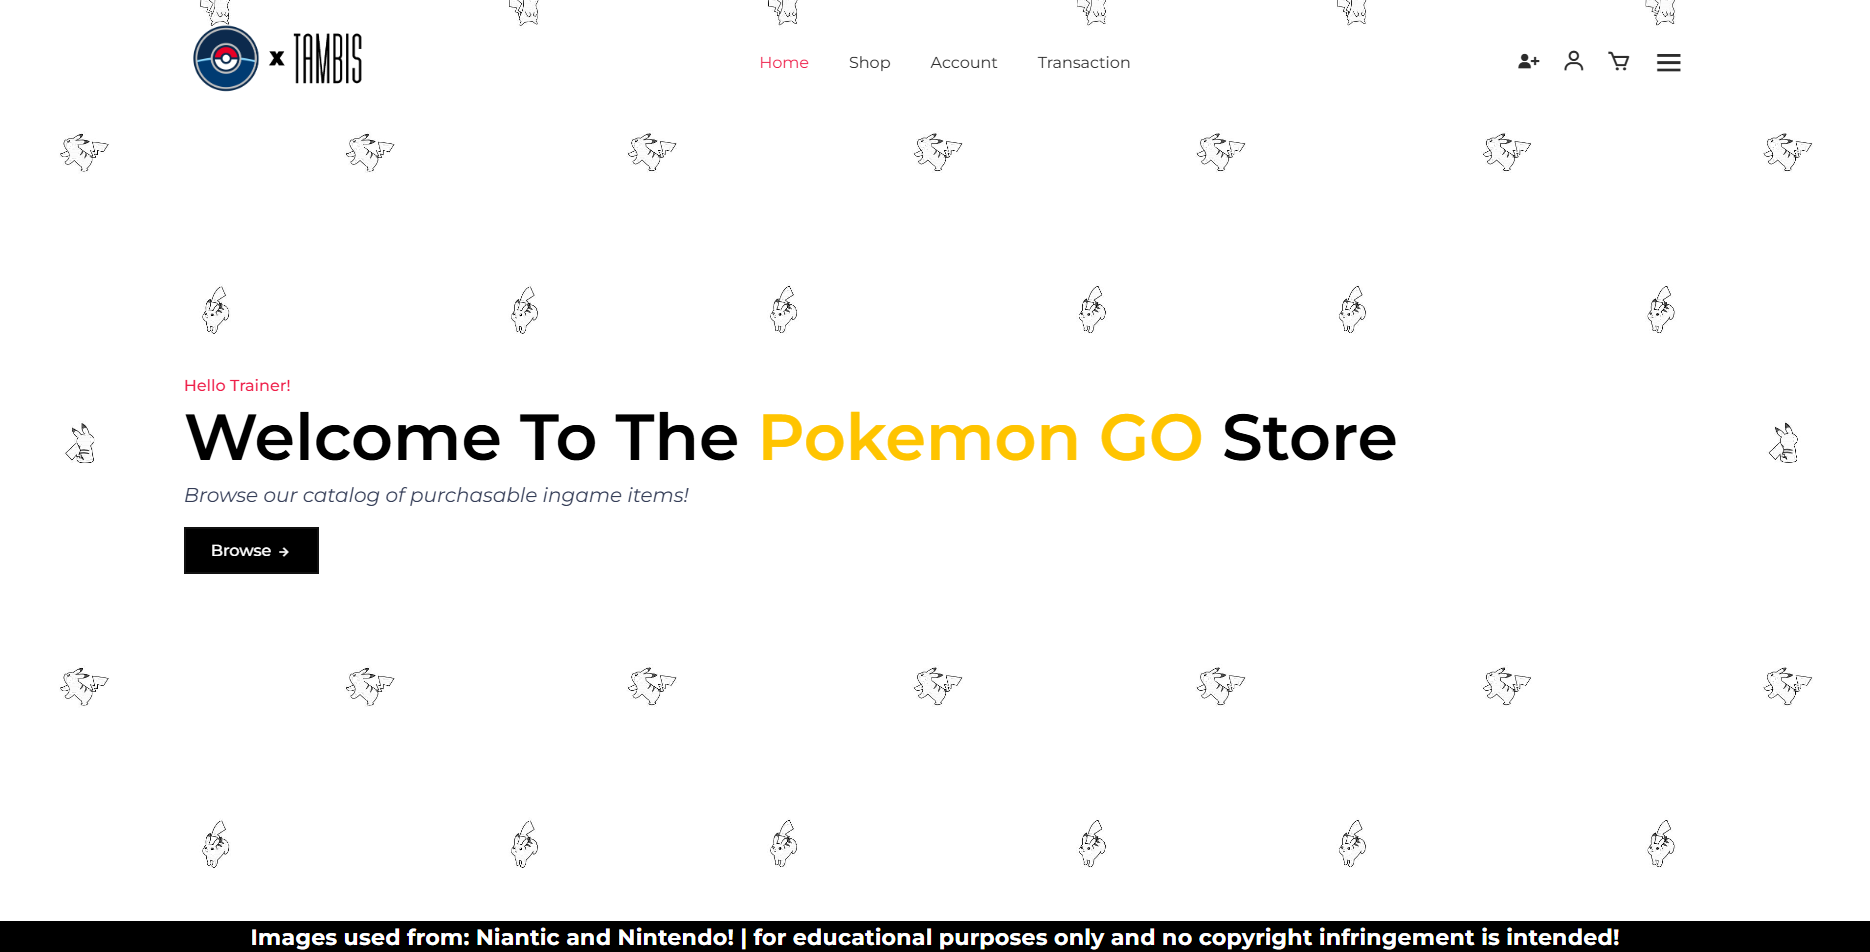 x TAMBIS
Home Shop Account Transaction
Hello Trainer!
Welcome To The Pokemon GO Store
Browse our catalog of purchasable ingame items!
Browse →
Images used from: Niantic and Nintendo! | for educational purposes only and no copyright infringement is intended!